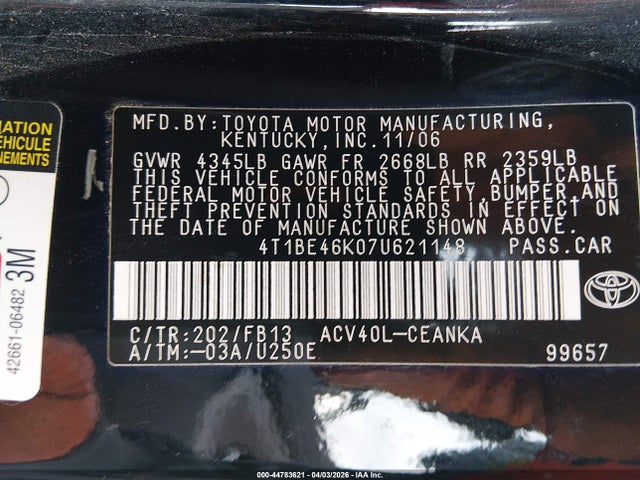 MATION
VÉHICULE
NEMENTS
42661-06482
3M
MFD.BY:TOYOTA MOTOR MANUFACTURING,
KENTUCKY,INC.11/06
GVWR 4345LB GAWR FR 2668LB RR 2359LB
THIS VEHICLE CONFORMS TO ALL APPLICABLE
FEDERAL MOTOR VEHICLE SAFETY,BUMPER,AND
THEFT PREVENTION STANDARDS IN EFFECT ON
THE DATE OF MANUFACTURE SHOWN ABOVE.
4T1BE46K07U621148 PASS.CAR
C/TR:202/FB13 ACV40L-CEANKA
A/TM:-03A/U250E 99657
000-44783621 - 04/03/2026 - IAA Inc.